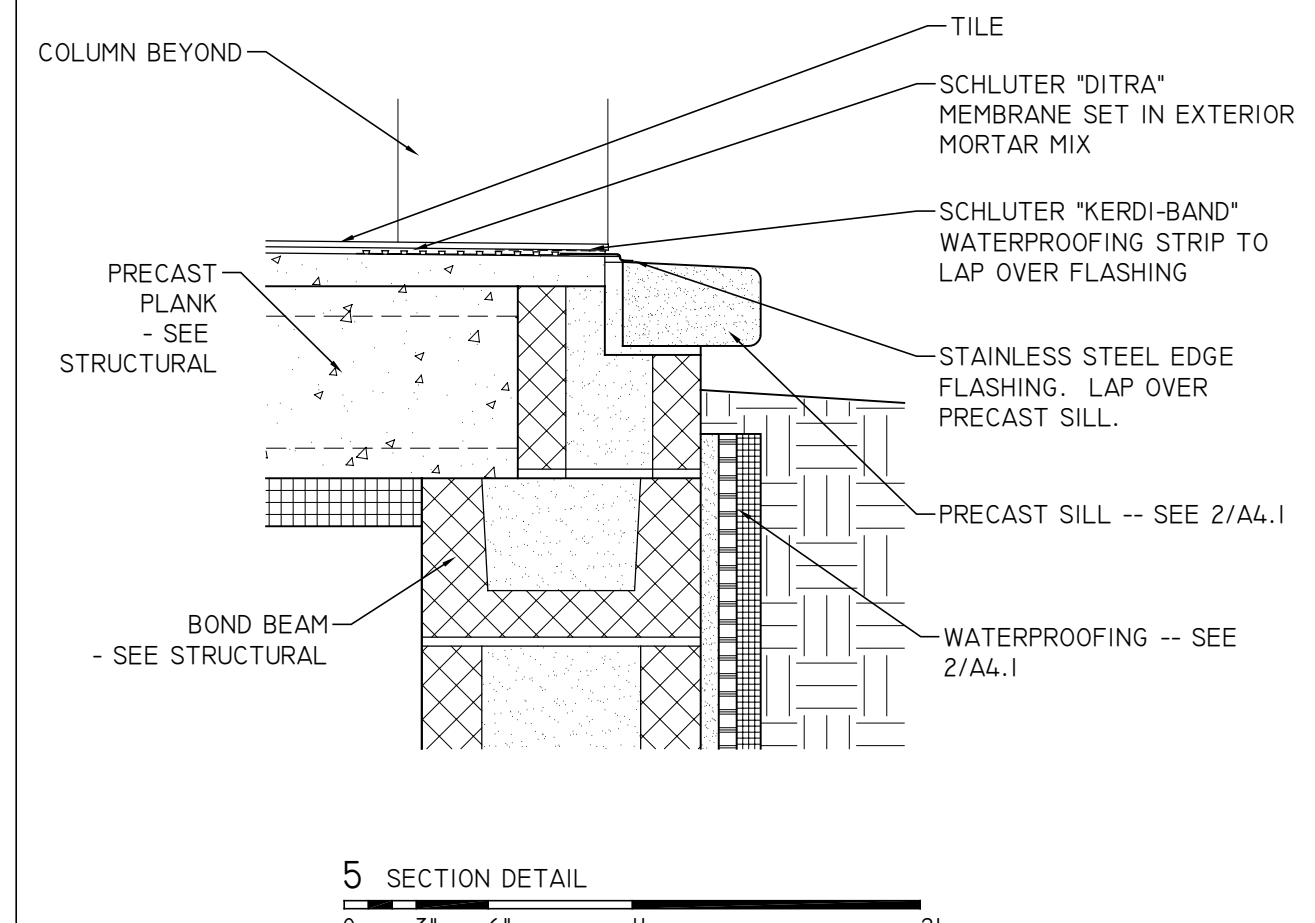 COLUMN BEYOND
TILE
SCHLUTER "DITRA"
MEMBRANE SET IN EXTERIOR
MORTAR MIX
SCHLUTER "KERDI-BAND"
WATERPROOFING STRIP TO
LAP OVER FLASHING
PRECAST
PLANK
- SEE
STRUCTURAL
STAINLESS STEEL EDGE
FLASHING. LAP OVER
PRECAST SILL.
PRECAST SILL -- SEE 2/A4.1
BOND BEAM
- SEE STRUCTURAL
WATERPROOFING -- SEE
2/A4.1
5 SECTION DETAIL
0 3" 6"